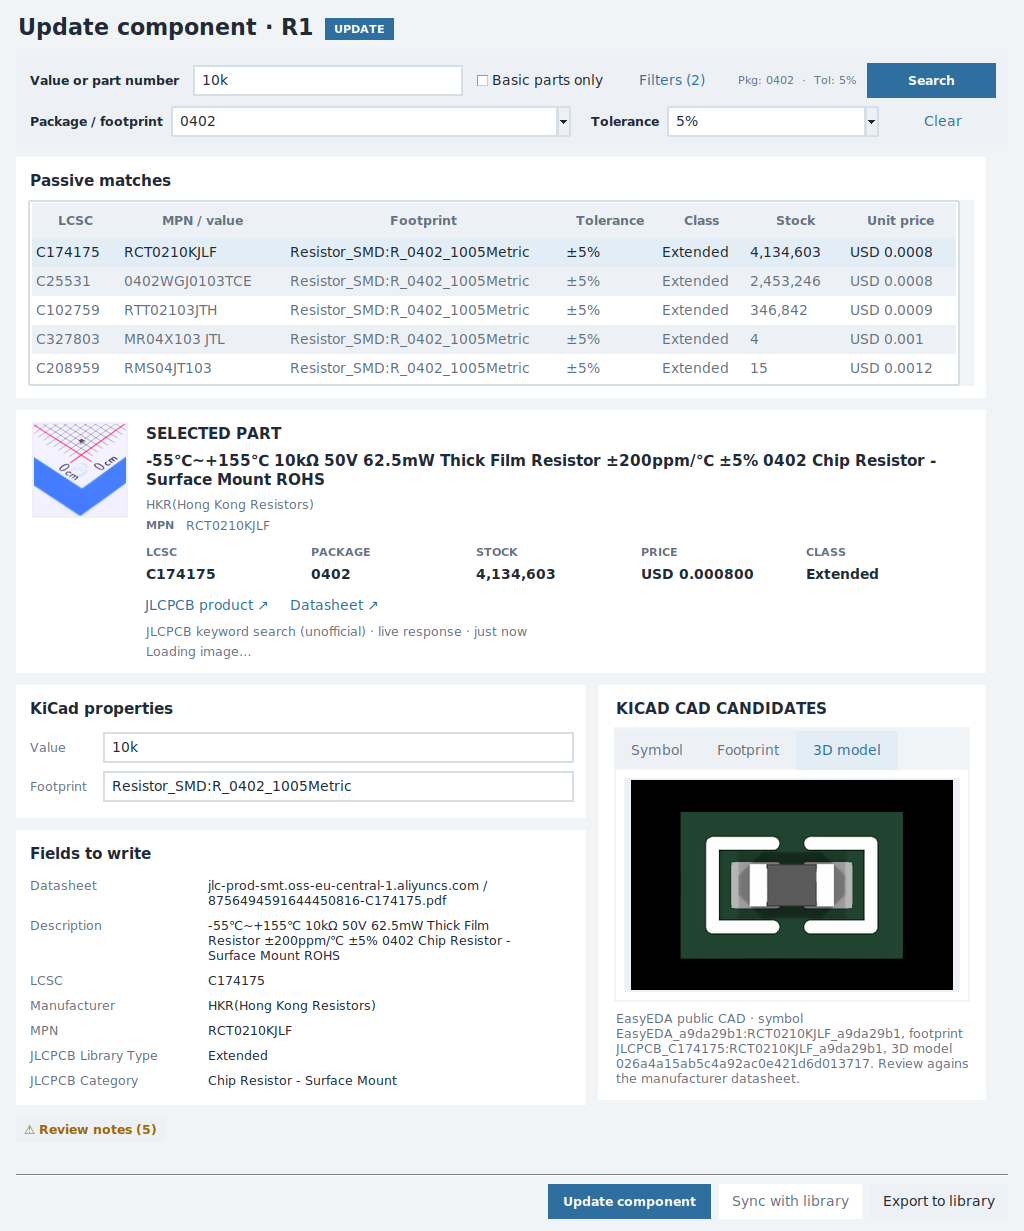 Update component · R1 UPDATE
Value or part number 10k Basic parts only Filters (2) Pkg: 0402 · Tol: 5% Search
Package / footprint 0402 Tolerance 5% Clear
Passive matches
LCSC MPN / value Footprint Tolerance Class Stock Unit price
C174175 RCT0210KJLF Resistor_SMD:R_0402_1005Metric ±5% Extended 4,134,603 USD 0.0008
C25531 0402WGJ0103TCE Resistor_SMD:R_0402_1005Metric ±5% Extended 2,453,246 USD 0.0008
C102759 RTT02103JTH Resistor_SMD:R_0402_1005Metric ±5% Extended 346,842 USD 0.0009
C327803 MR04X103 JTL Resistor_SMD:R_0402_1005Metric ±5% Extended 4 USD 0.001
C208959 RMS04JT103 Resistor_SMD:R_0402_1005Metric ±5% Extended 15 USD 0.0012
0cm 0cm
SELECTED PART
-55℃~+155℃ 10kΩ 50V 62.5mW Thick Film Resistor ±200ppm/℃ ±5% 0402 Chip Resistor -
Surface Mount ROHS
HKR(Hong Kong Resistors)
MPN RCT0210KJLF
LCSC PACKAGE STOCK PRICE CLASS
C174175 0402 4,134,603 USD 0.000800 Extended
JLCPCB product ↗ Datasheet ↗
JLCPCB keyword search (unofficial) · live response · just now
Loading image…
KiCad properties
Value 10k
Footprint Resistor_SMD:R_0402_1005Metric
Fields to write
Datasheet jlc-prod-smt.oss-eu-central-1.aliyuncs.com /
8756494591644450816-C174175.pdf
Description -55℃~+155℃ 10kΩ 50V 62.5mW Thick Film
Resistor ±200ppm/℃ ±5% 0402 Chip Resistor -
Surface Mount ROHS
LCSC C174175
Manufacturer HKR(Hong Kong Resistors)
MPN RCT0210KJLF
JLCPCB Library Type Extended
JLCPCB Category Chip Resistor - Surface Mount
KICAD CAD CANDIDATES
Symbol Footprint 3D model
EasyEDA public CAD · symbol
EasyEDA_a9da29b1:RCT0210KJLF_a9da29b1, footprint
JLCPCB_C174175:RCT0210KJLF_a9da29b1, 3D model
026a4a15ab5c4a92ac0e421d6d013717. Review agains
the manufacturer datasheet.
⚠ Review notes (5)
Update component Sync with library Export to library